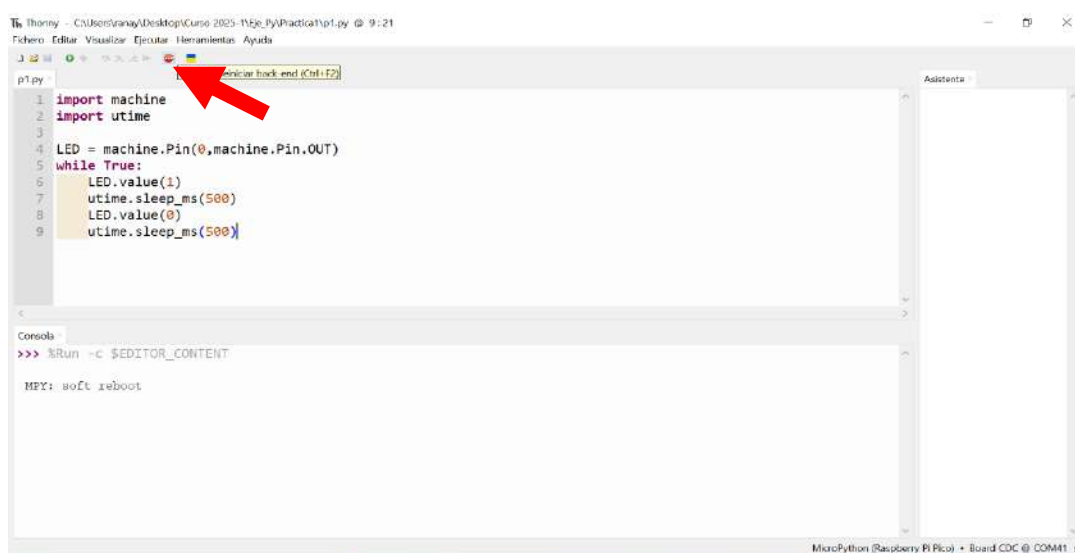 Th Thonny - C:\Users\ranay\Desktop\Curso 2025-1\Eje_Py\Practica1\p1.py @ 9:21
Fichero Editar Visualizar Ejecutar Herramientas Ayuda
STOP
einiciar back-end (Ctrl+F2)
p1.py
Asistente
1 import machine
2 import utime
3
4 LED = machine.Pin(0,machine.Pin.OUT)
5 while True:
6 LED.value(1)
7 utime.sleep_ms(500)
8 LED.value(0)
9 utime.sleep_ms(500)
Consola
>>> %Run -c $EDITOR_CONTENT
MPY: soft reboot
MicroPython (Raspberry Pi Pico) • Board CDC @ COM41